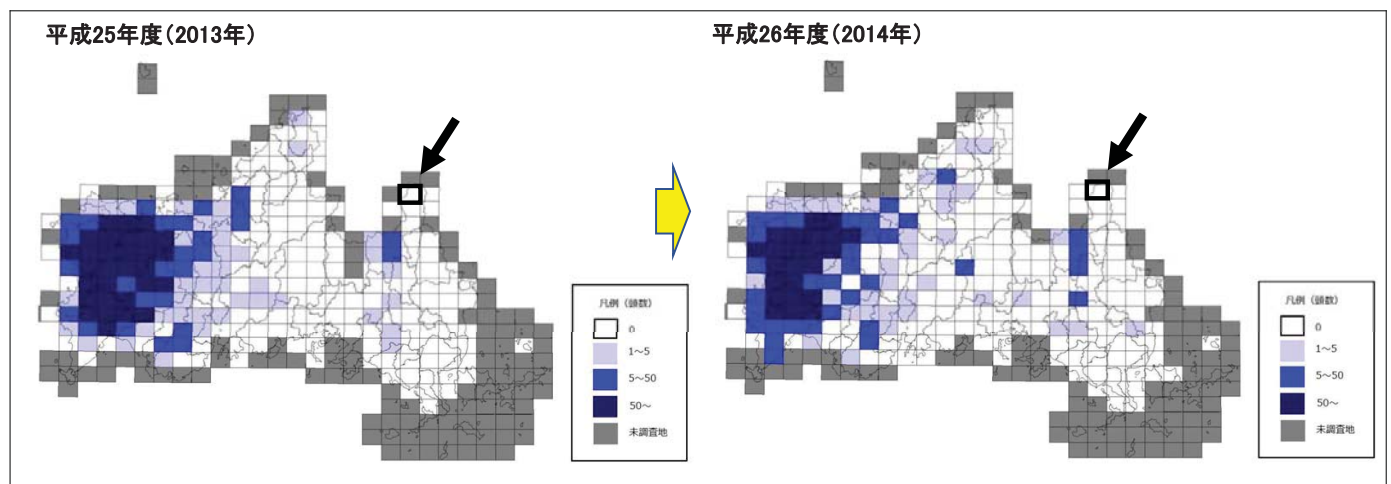 平成25年度（2013年）
平成26年度（2014年）
凡例（頭数）
0
1～5
5～50
50～
未調査地
凡例（頭数）
0
1～5
5～50
50～
未調査地